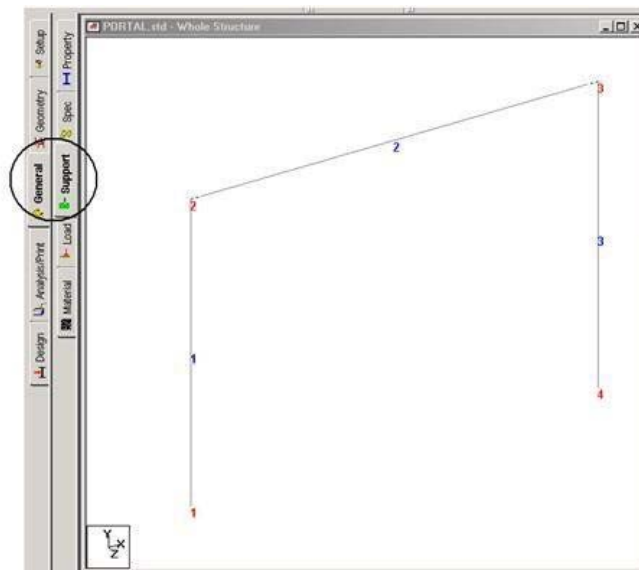 PORTAL.std - Whole Structure
Setup
Geometry
General
Analysis/Print
Design
Property
Spec
Support
Load
Material
3
2
2
3
1
4
1
Y
X
Z